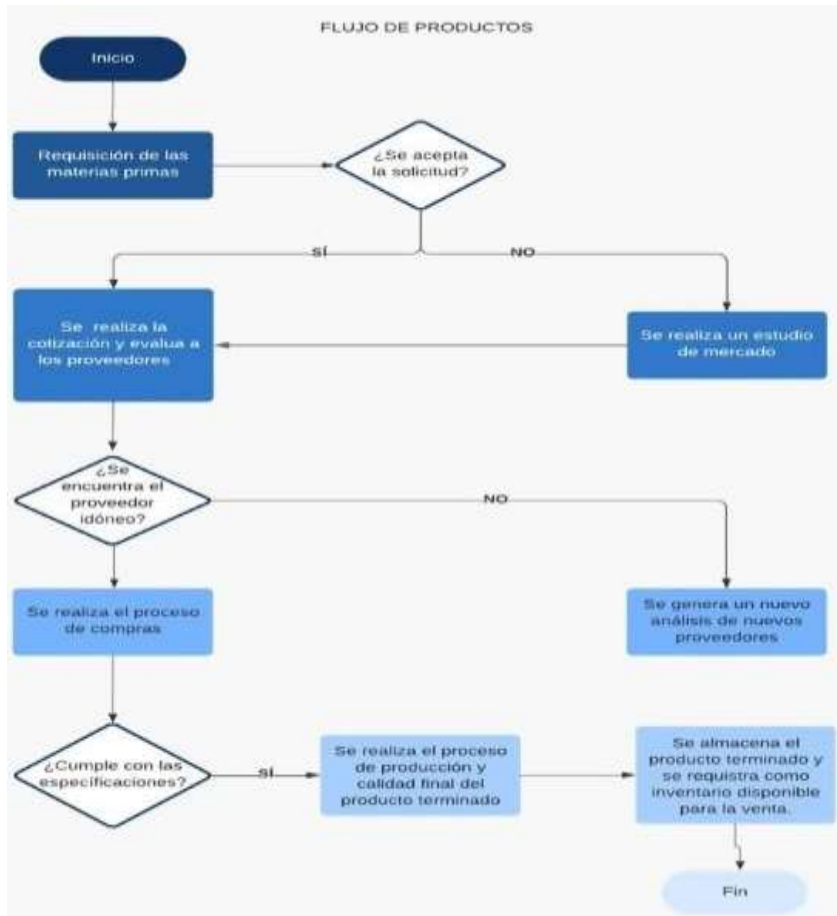 FLUJO DE PRODUCTOS
Inicio
Requisición de las
materias primas
¿Se acepta
la solicitud?
SÍ
NO
Se realiza la
cotización y evalua a
los proveedores
Se realiza un estudio
de mercado
¿Se
encuentra el
proveedor
idóneo?
NO
Se realiza el proceso
de compras
Se genera un nuevo
análisis de nuevos
proveedores
¿Cumple con las
especificaciones?
SÍ
Se realiza el proceso
de producción y
calidad final del
producto terminado
Se almacena el
producto terminado y
se requistra como
inventario disponible
para la venta.
Fin